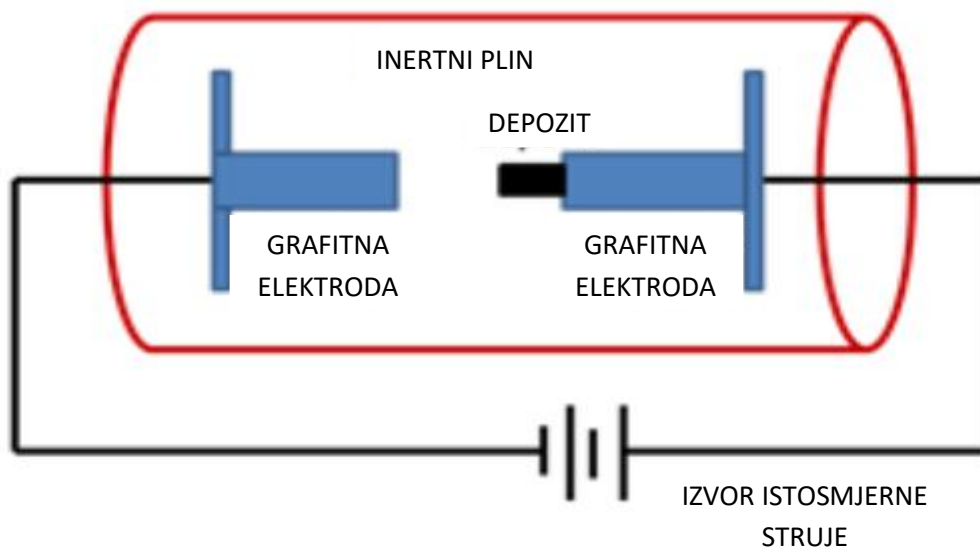 INERTNI PLIN
DEPOZIT
GRAFITNA
ELEKTRODA
GRAFITNA
ELEKTRODA
IZVOR ISTOSMJERNE
STRUJE